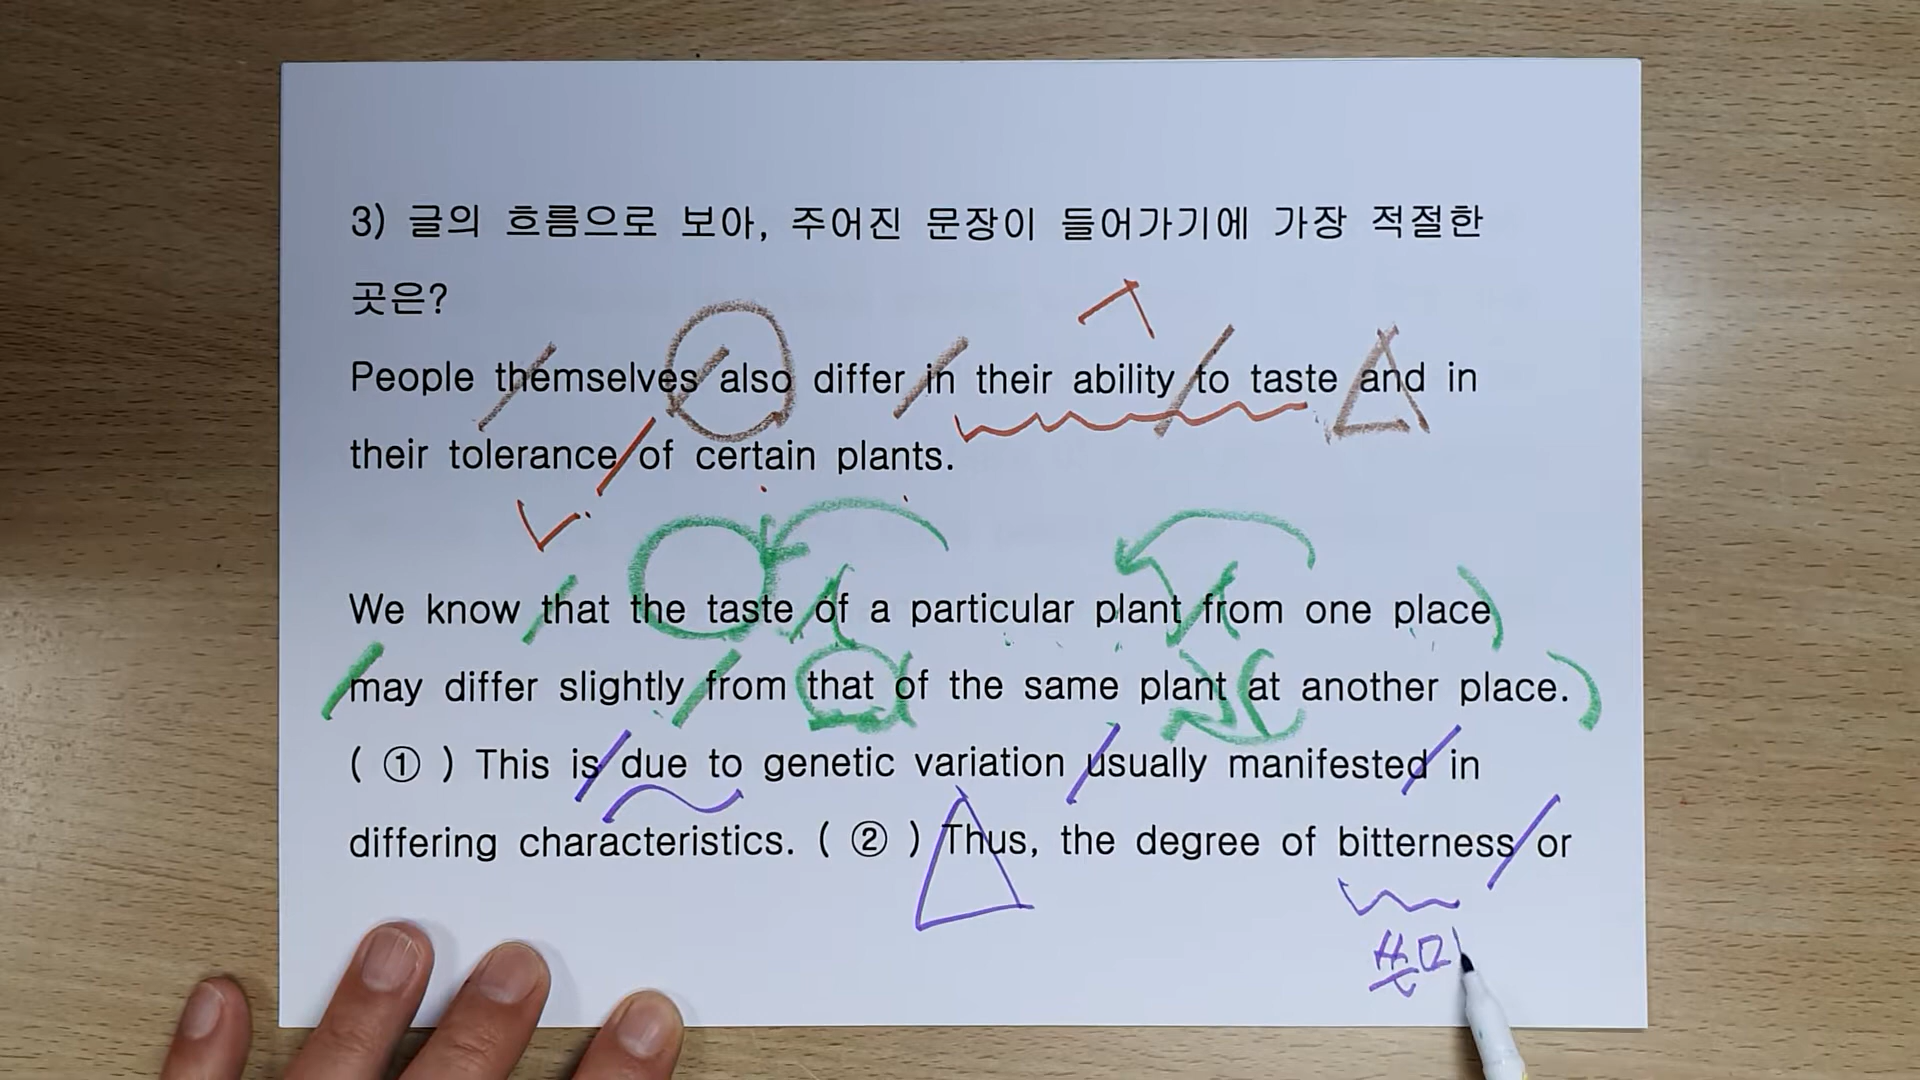 3) 글의 흐름으로 보아, 주어진 문장이 들어가기에 가장 적절한
곳은?
People themselves also differ in their ability to taste and in
their tolerance of certain plants.
We know that the taste of a particular plant from one place
may differ slightly from that of the same plant at another place.
( ① ) This is due to genetic variation usually manifested in
differing characteristics. ( ② ) Thus, the degree of bitterness or
쓴ㅁ